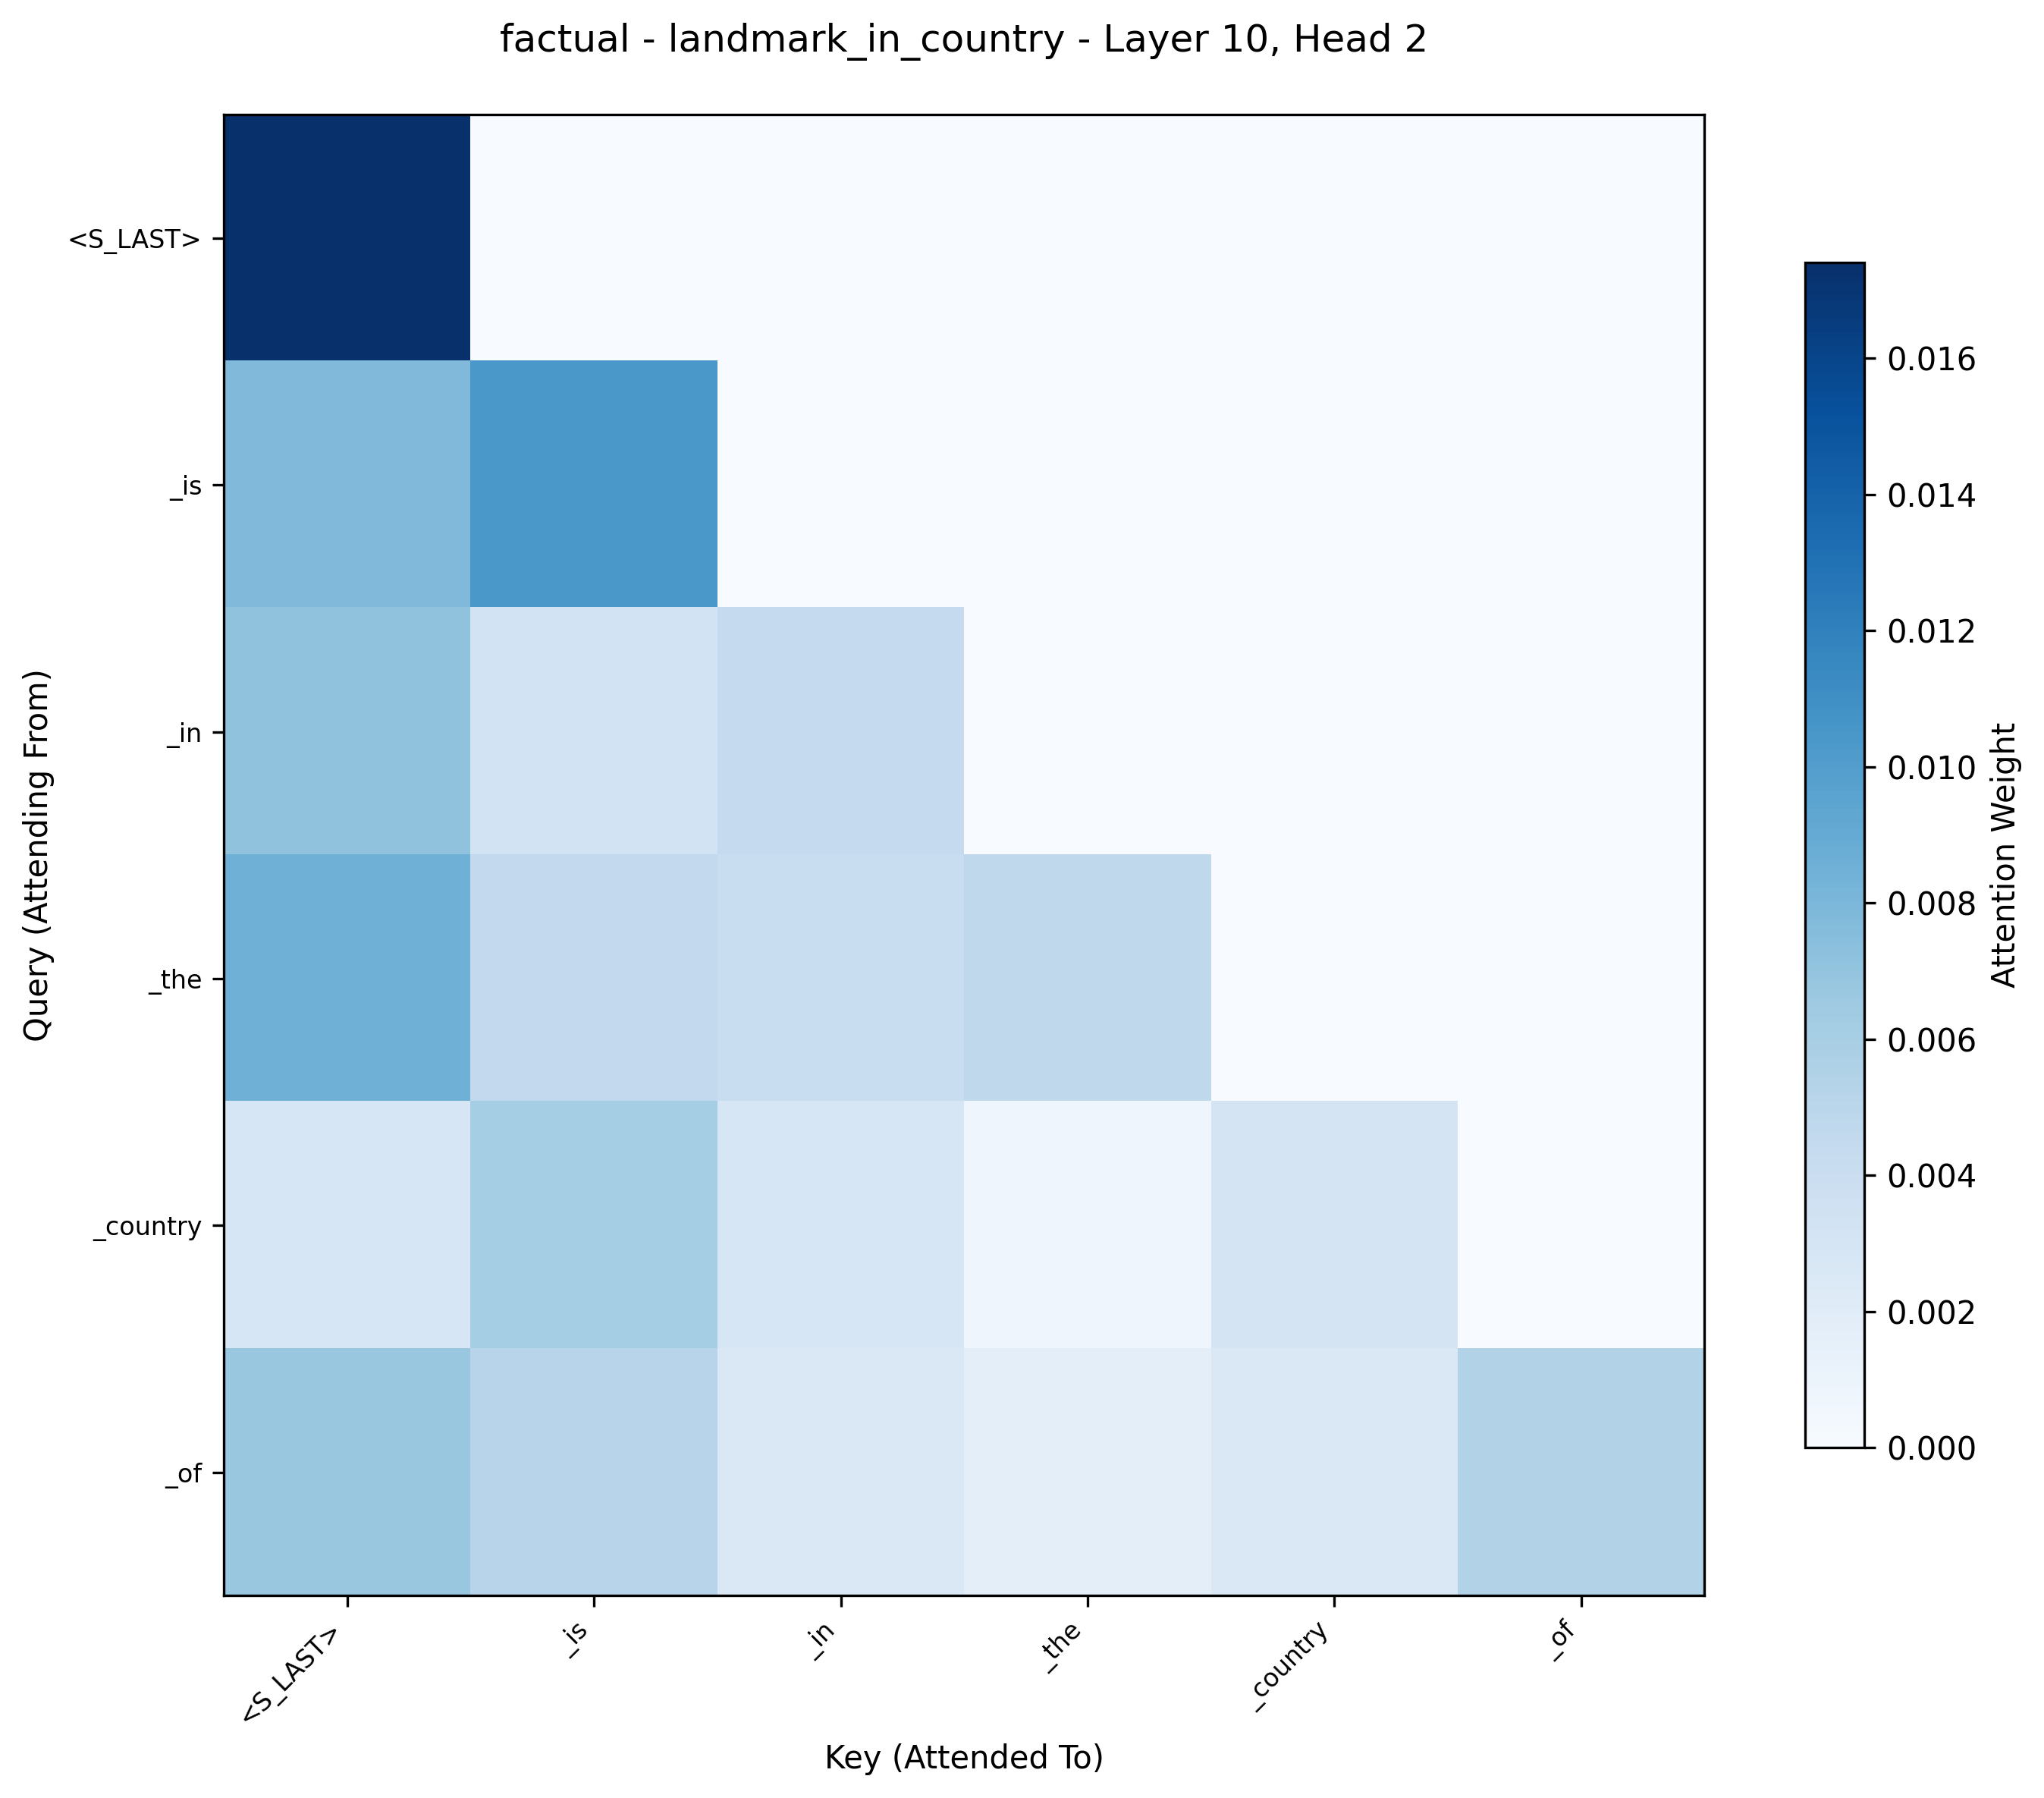 factual - landmark_in_country - Layer 10, Head 2
Query (Attending From)
<S_LAST>
_is
_in
_the
_country
_of
<S_LAST>
_is
_in
_the
_country
_of
Key (Attended To)
0.016
0.014
0.012
0.010
0.008
0.006
0.004
0.002
0.000
Attention Weight